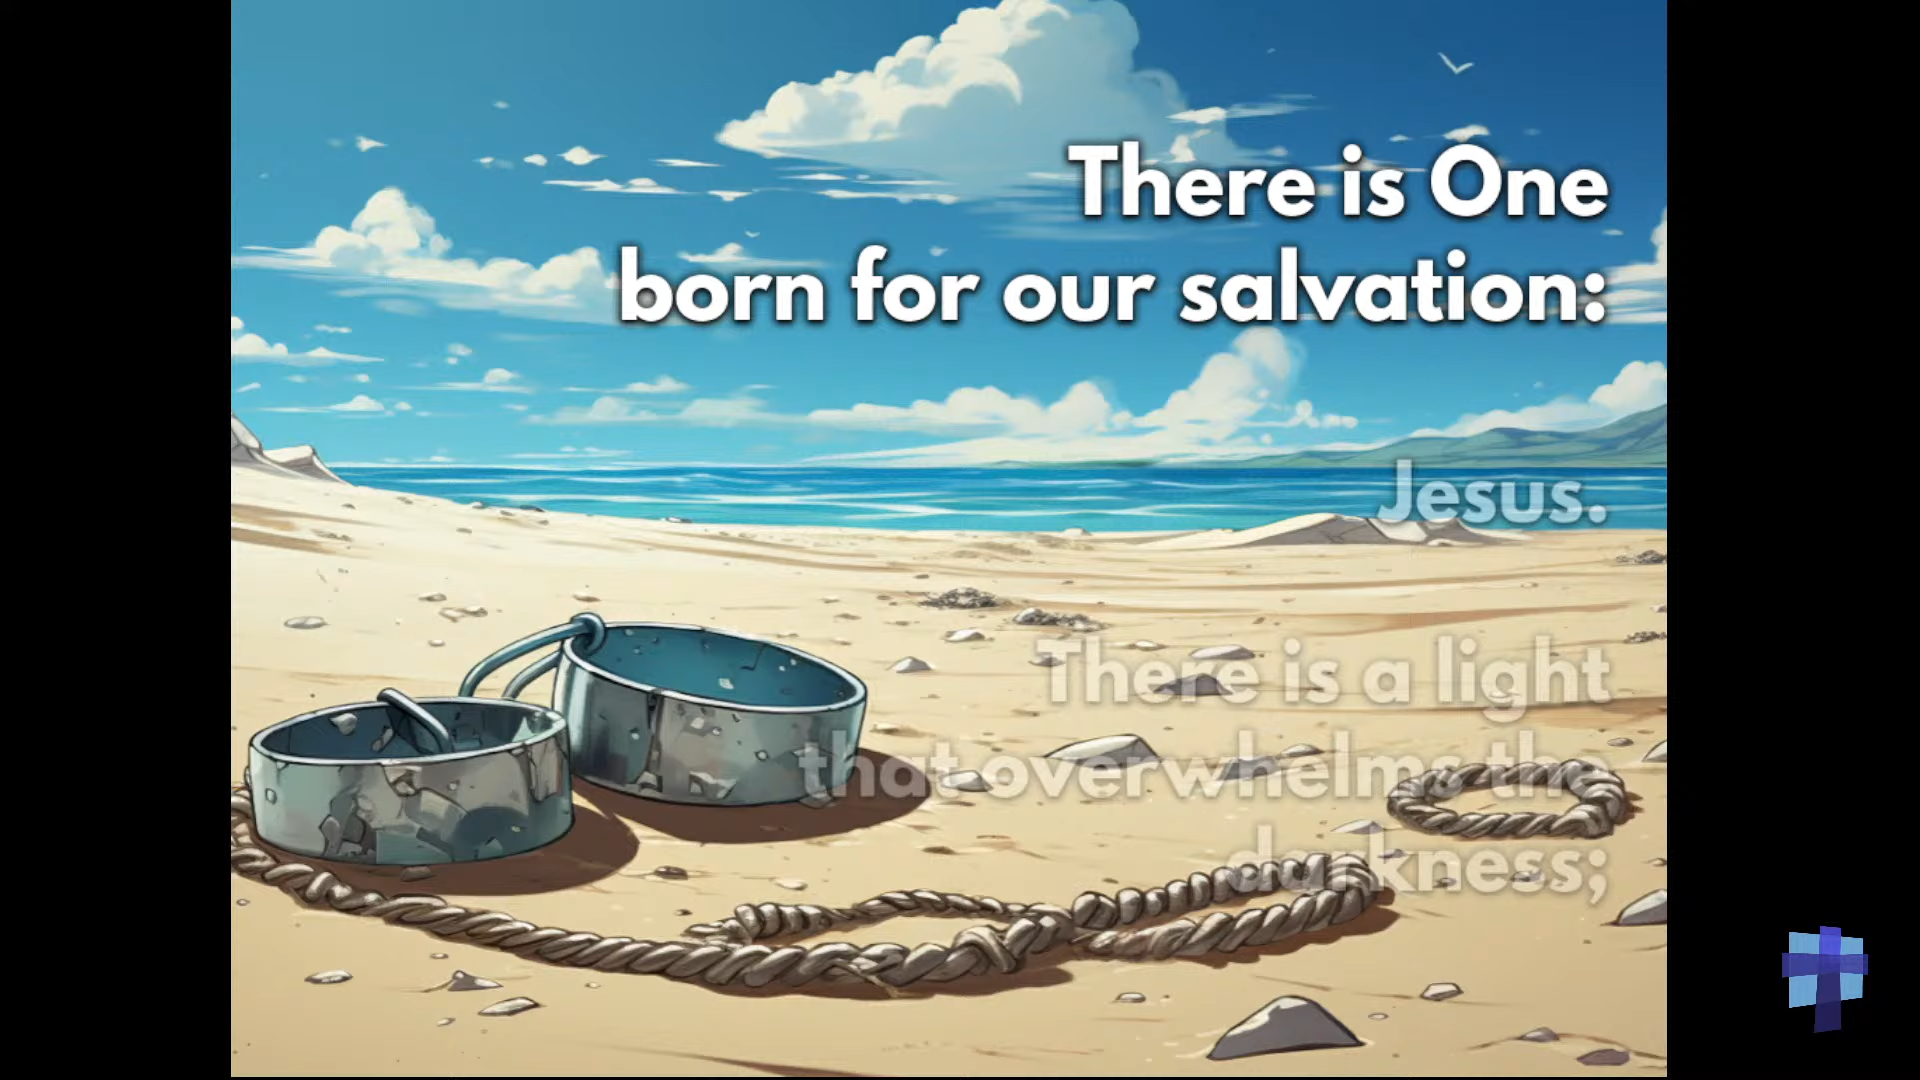 There is One
born for our salvation:
Jesus.
There is a light
that overwhelms the
darkness;